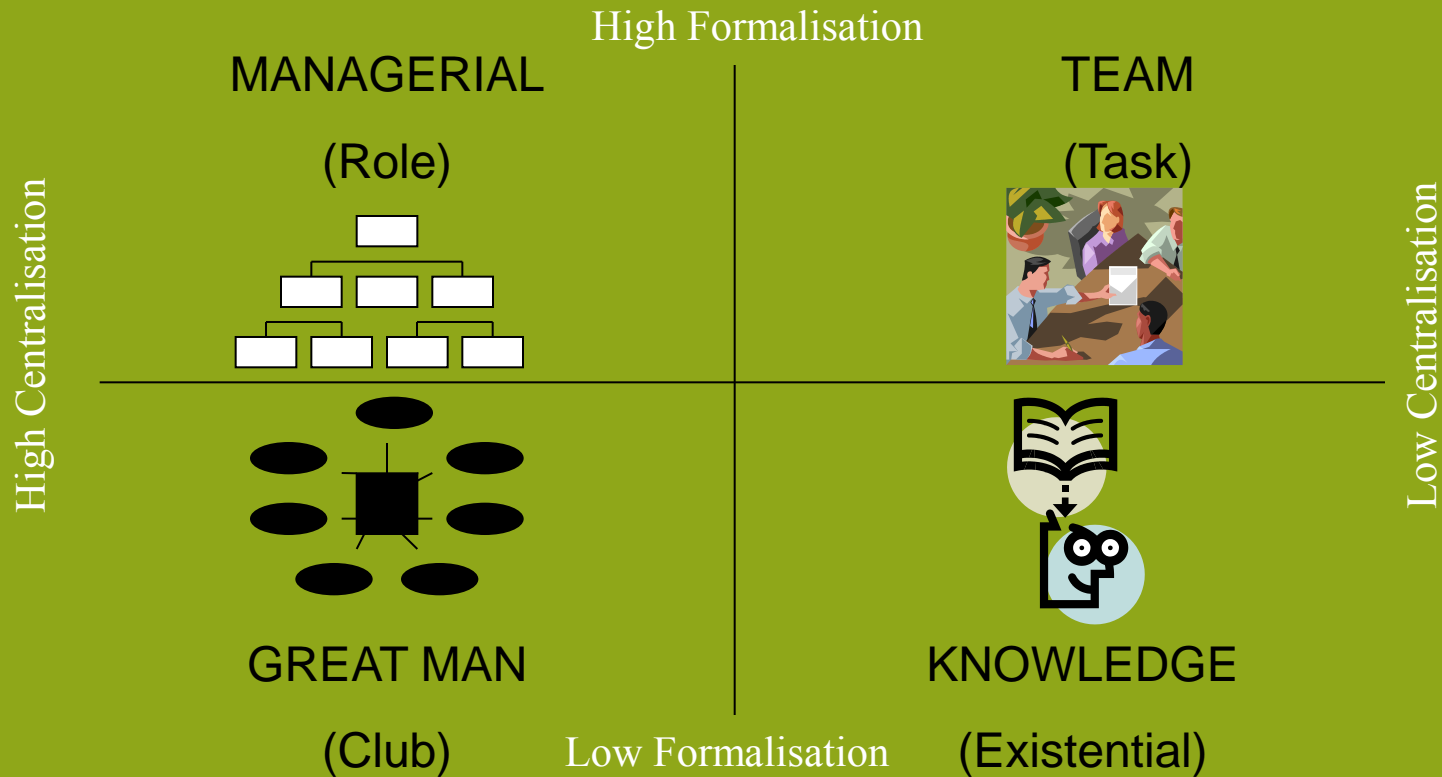 High Formalisation
MANAGERIAL
(Role)
TEAM
(Task)
High Centralisation
Low Centralisation
GREAT MAN
(Club)
KNOWLEDGE
(Existential)
Low Formalisation